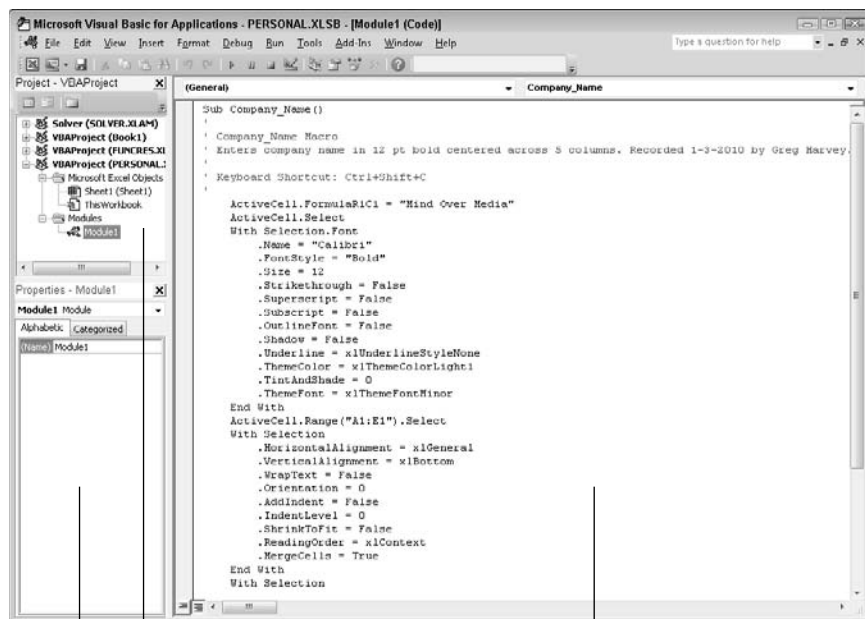 Microsoft Visual Basic for Applications - PERSONAL.XLSB - [Module1 (Code)]
File Edit View Insert Format Debug Run Tools Add-Ins Window Help
Type a question for help
Project - VBAProject
Solver (SOLVER.XLAM)
VBAProject (Book1)
VBAProject (FUNCRES.XL
VBAProject (PERSONAL.
Microsoft Excel Objects
Sheet1 (Sheet1)
ThisWorkbook
Modules
Module1
Properties - Module1
Module1 Module
Alphabetic Categorized
(Name) Module1
(General)
Company_Name
Sub Company_Name()
'
' Company_Name Macro
' Enters company name in 12 pt bold centered across 5 columns. Recorded 1-3-2010 by Greg Harvey.
'
' Keyboard Shortcut: Ctrl+Shift+C
'
ActiveCell.FormulaR1C1 = "Mind Over Media"
ActiveCell.Select
With Selection.Font
.Name = "Calibri"
.FontStyle = "Bold"
.Size = 12
.Strikethrough = False
.Superscript = False
.Subscript = False
.OutlineFont = False
.Shadow = False
.Underline = xlUnderlineStyleNone
.ThemeColor = xlThemeColorLight1
.TintAndShade = 0
.ThemeFont = xlThemeFontMinor
End With
ActiveCell.Range("A1:E1").Select
With Selection
.HorizontalAlignment = xlGeneral
.VerticalAlignment = xlBottom
.WrapText = False
.Orientation = 0
.AddIndent = False
.IndentLevel = 0
.ShrinkToFit = False
.ReadingOrder = xlContext
.MergeCells = True
End With
With Selection